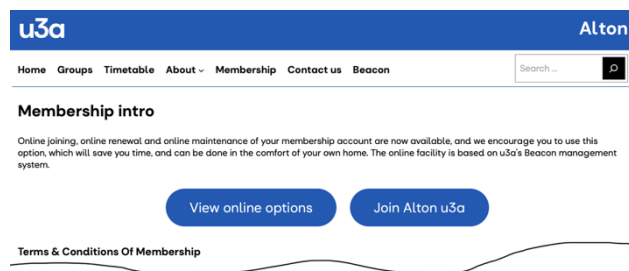 u3a Alton
Home Groups Timetable About Membership Contact us Beacon Search …
Membership intro
Online joining, online renewal and online maintenance of your membership account are now available, and we encourage you to use this
option, which will save you time, and can be done in the comfort of your own home. The online facility is based on u3a's Beacon management
system.
View online options Join Alton u3a
Terms & Conditions Of Membership